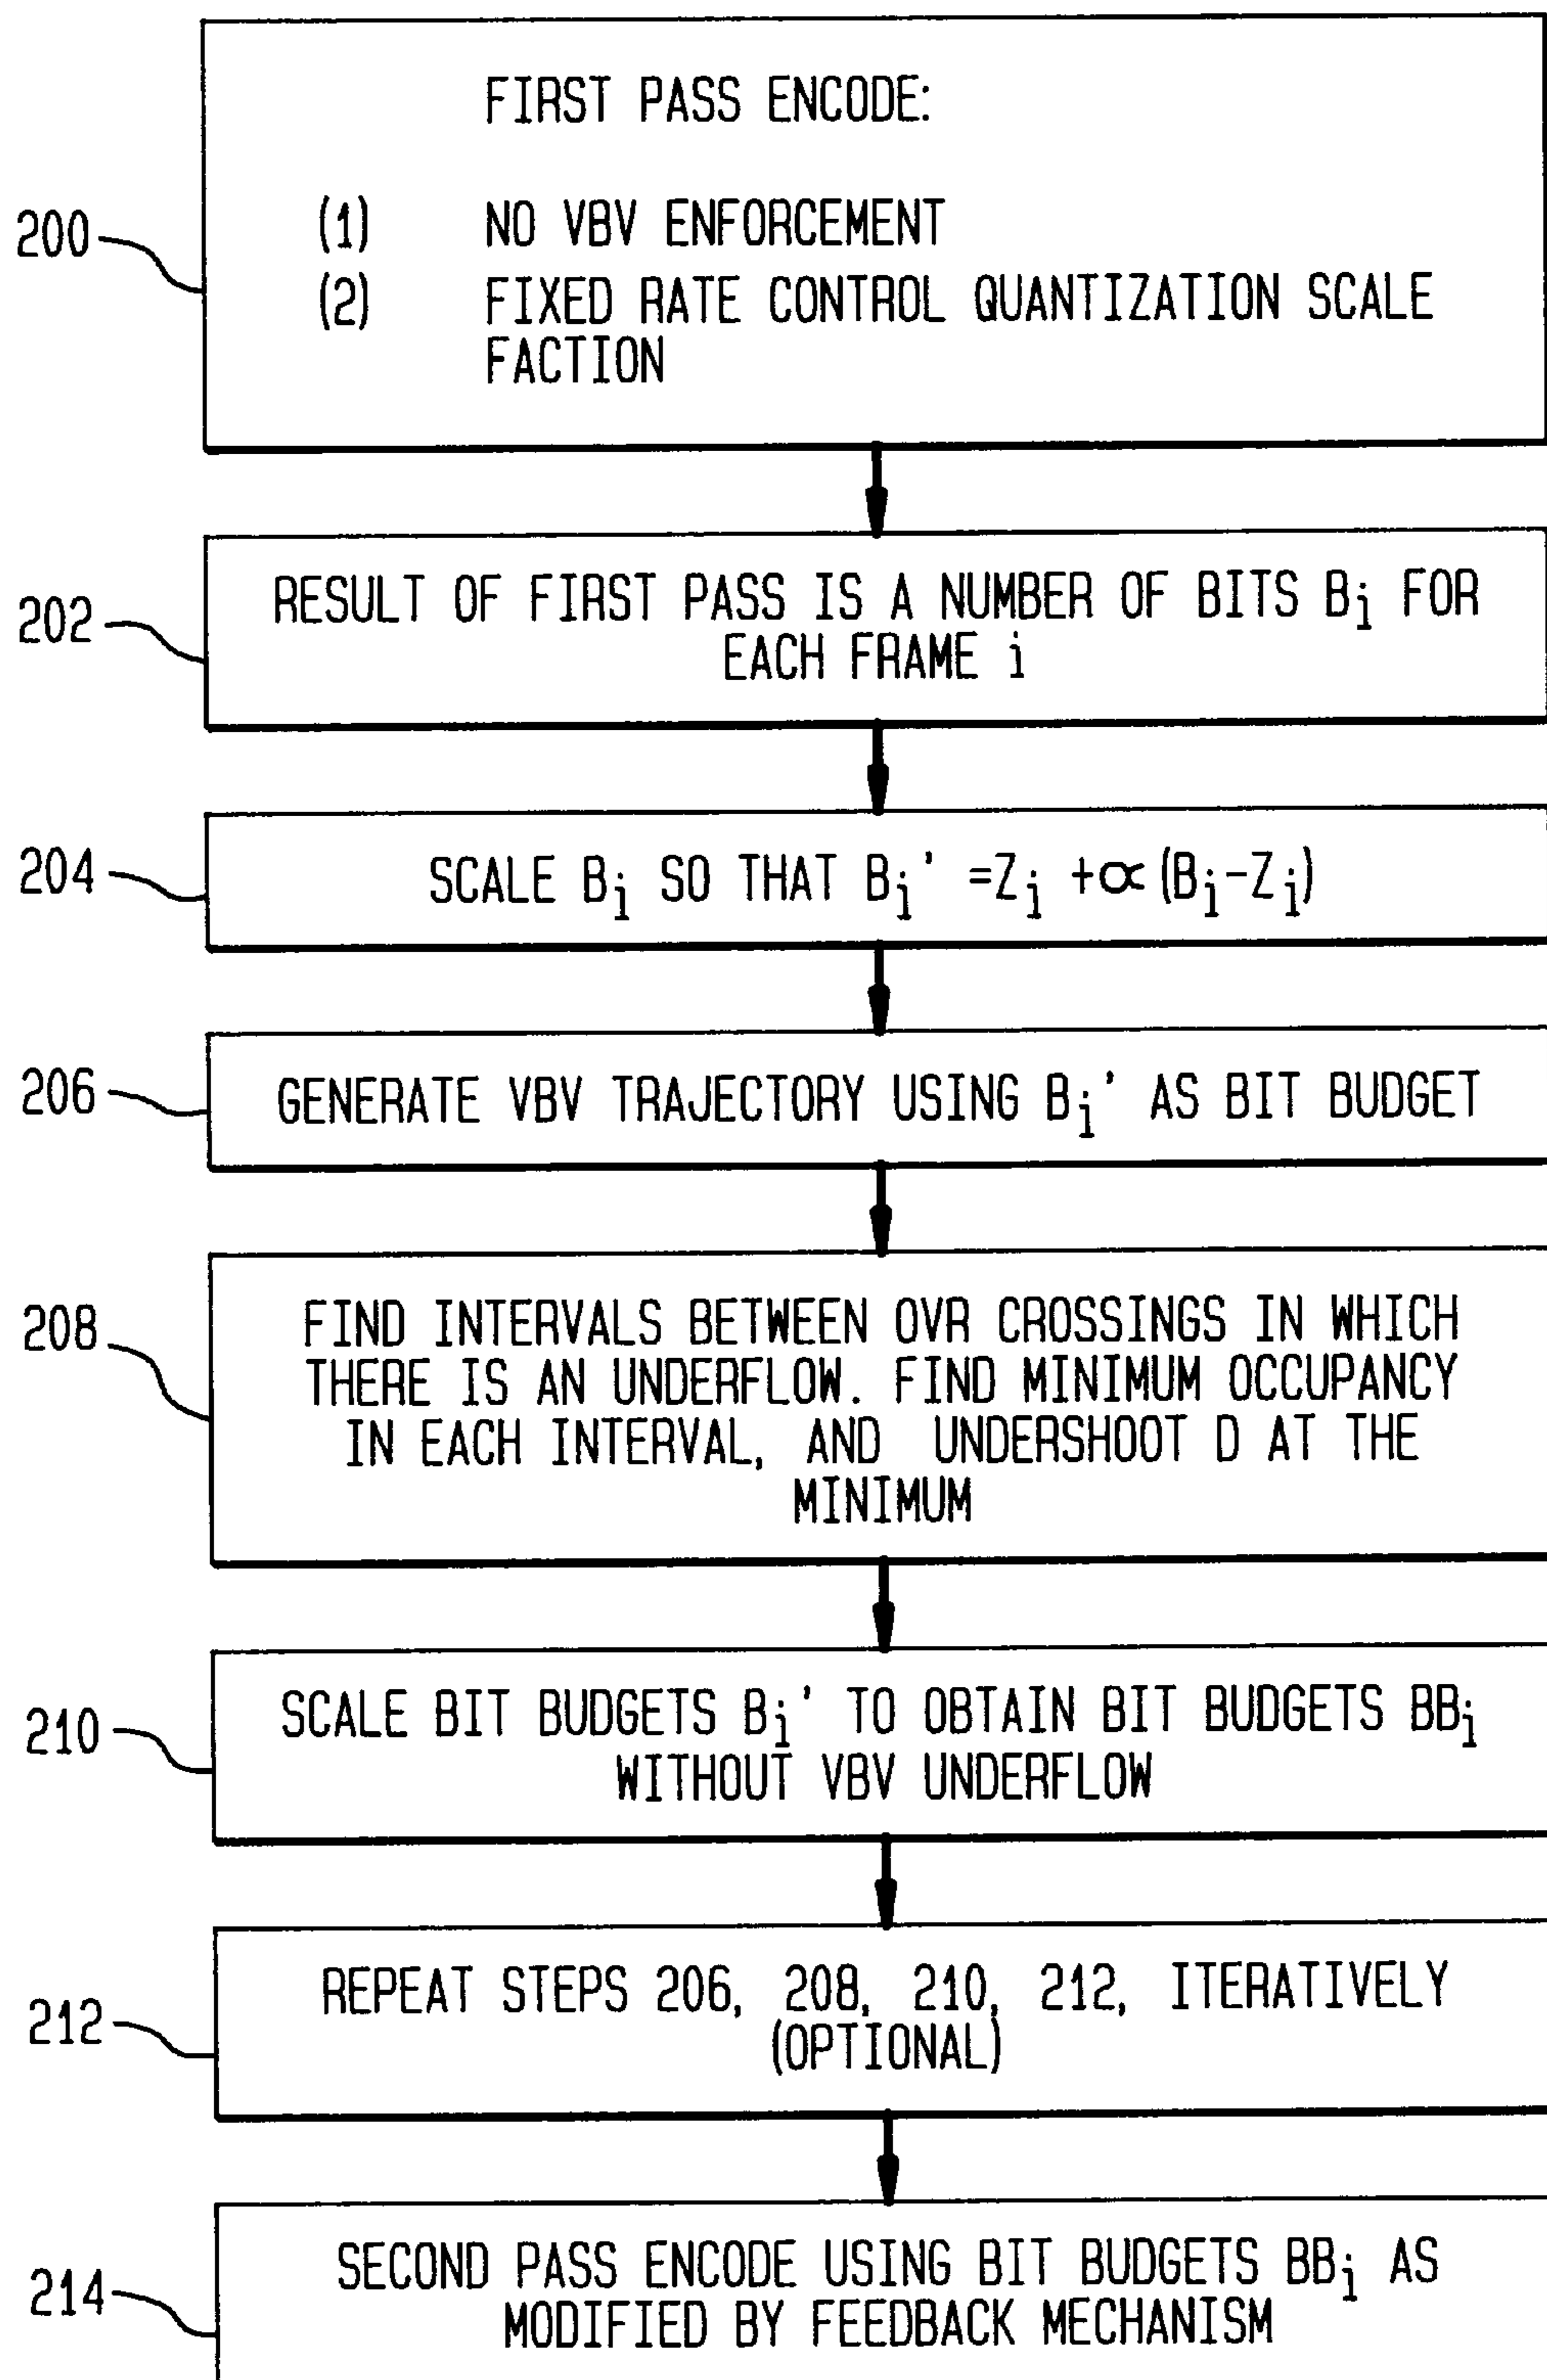 FIRST PASS ENCODE:
(1) NO VBV ENFORCEMENT
200
(2) FIXED RATE CONTROL QUANTIZATION SCALE
FACTION
RESULT OF FIRST PASS IS A NUMBER OF BITS Bi FOR
202
EACH FRAME i
204
SCALE Bi SO THAT Bi' =Zi +∝(Bi-Zi)
206
GENERATE VBV TRAJECTORY USING Bi' AS BIT BUDGET
208
FIND INTERVALS BETWEEN OVR CROSSINGS IN WHICH
THERE IS AN UNDERFLOW. FIND MINIMUM OCCUPANCY
IN EACH INTERVAL, AND UNDERSHOOT D AT THE
MINIMUM
210
SCALE BIT BUDGETS Bi' TO OBTAIN BIT BUDGETS BBi
WITHOUT VBV UNDERFLOW
212
REPEAT STEPS 206, 208, 210, 212, ITERATIVELY
(OPTIONAL)
214
SECOND PASS ENCODE USING BIT BUDGETS BBi AS
MODIFIED BY FEEDBACK MECHANISM